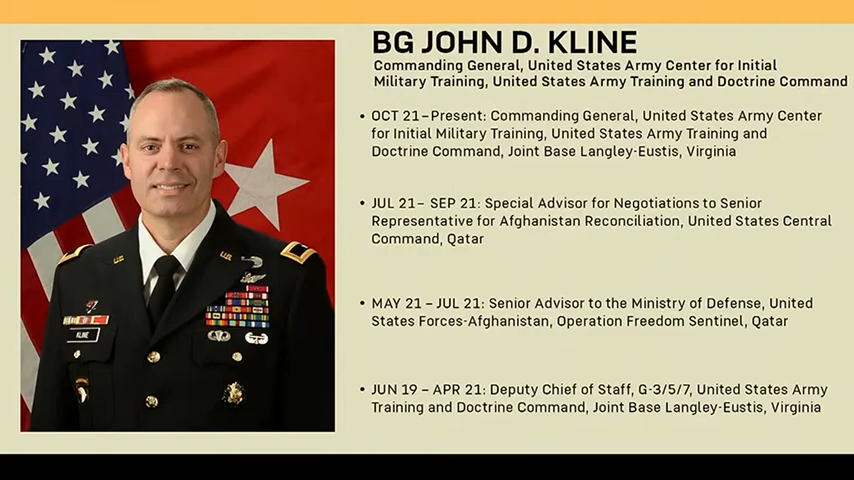 BG JOHN D. KLINE
Commanding General, United States Army Center for Initial
Military Training, United States Army Training and Doctrine Command
• OCT 21–Present: Commanding General, United States Army Center
for Initial Military Training, United States Army Training and
Doctrine Command, Joint Base Langley-Eustis, Virginia
• JUL 21– SEP 21: Special Advisor for Negotiations to Senior
Representative for Afghanistan Reconciliation, United States Central
Command, Qatar
• MAY 21 – JUL 21: Senior Advisor to the Ministry of Defense, United
States Forces-Afghanistan, Operation Freedom Sentinel, Qatar
• JUN 19 – APR 21: Deputy Chief of Staff, G-3/5/7, United States Army
Training and Doctrine Command, Joint Base Langley-Eustis, Virginia
KLINE
U.S.